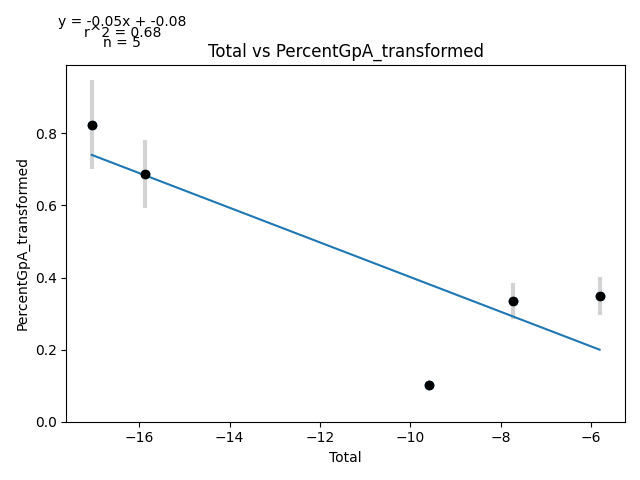 y = -0.05x + -0.08
r^2 = 0.68
n = 5
Total vs PercentGpA_transformed
PercentGpA_transformed
0.8
0.6
0.4
0.2
0.0
−16
−14
−12
−10
−8
−6
Total